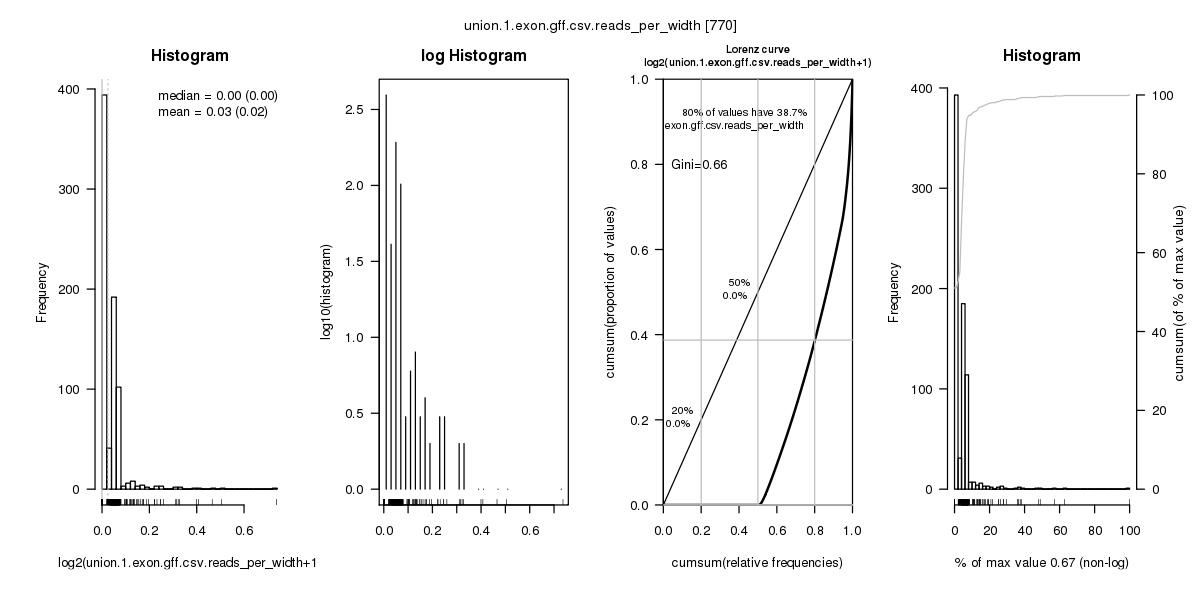 union.1.exon.gff.csv.reads_per_width [770]
Histogram
median = 0.00 (0.00)
mean = 0.03 (0.02)
Frequency
400
300
200
100
0
0.0 0.2 0.4 0.6
log2(union.1.exon.gff.csv.reads_per_width+1
log Histogram
log10(histogram)
2.5
2.0
1.5
1.0
0.5
0.0
0.0 0.2 0.4 0.6
Lorenz curve
log2(union.1.exon.gff.csv.reads_per_width+1)
80% of values have 38.7%
exon.gff.csv.reads_per_width
Gini=0.66
50%
0.0%
20%
0.0%
cumsum(proportion of values)
1.0
0.8
0.6
0.4
0.2
0.0
0.0 0.2 0.4 0.6 0.8 1.0
cumsum(relative frequencies)
Histogram
Frequency
400
300
200
100
0
100
80
60
40
20
0
cumsum(of % of max value)
0 20 40 60 80 100
% of max value 0.67 (non-log)